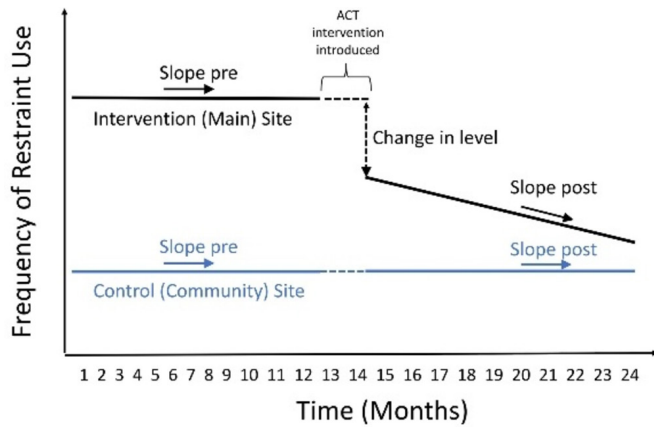 ACT
intervention
introduced
Slope pre
Intervention (Main) Site
Change in level
Slope post
Slope pre
Slope post
Control (Community) Site
Frequency of Restraint Use
1 2 3 4 5 6 7 8 9 10 11 12 13 14 15 16 17 18 19 20 21 22 23 24
Time (Months)